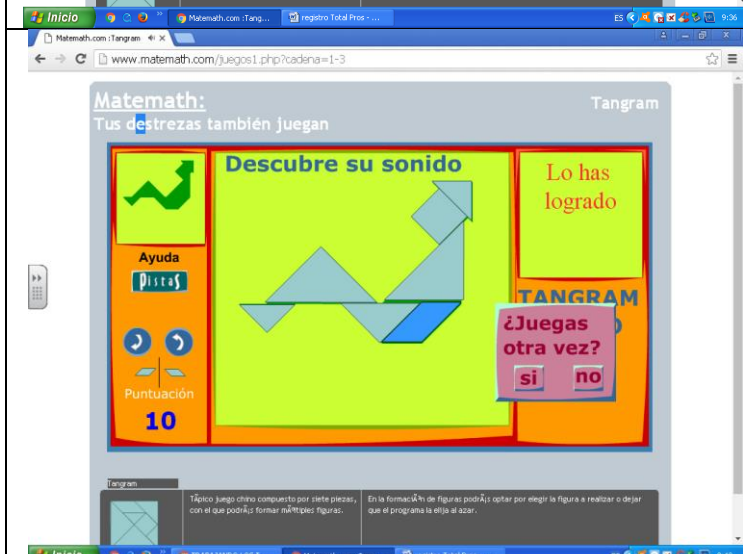 Inicio
Matemath.com :Tang...
registro Total Pros - ...
ES
9:36
Matemath.com :Tangram
www.matemath.com/juegos1.php?cadena=1-3
Matemath:
Tangram
Tus destrezas también juegan
Descubre su sonido
Lo has
logrado
Ayuda
Pistas
TANGRAM
¿Juegas
otra vez?
si no
Puntuación
10
Tangram
TÃpico juego chino compuesto por siete piezas,
con el que podrÃ¡s formar mÃºltiples figuras.
En la formaciÃ³n de figuras podrÃ¡s optar por elegir la figura a realizar o dejar
que el programa la elija al azar.